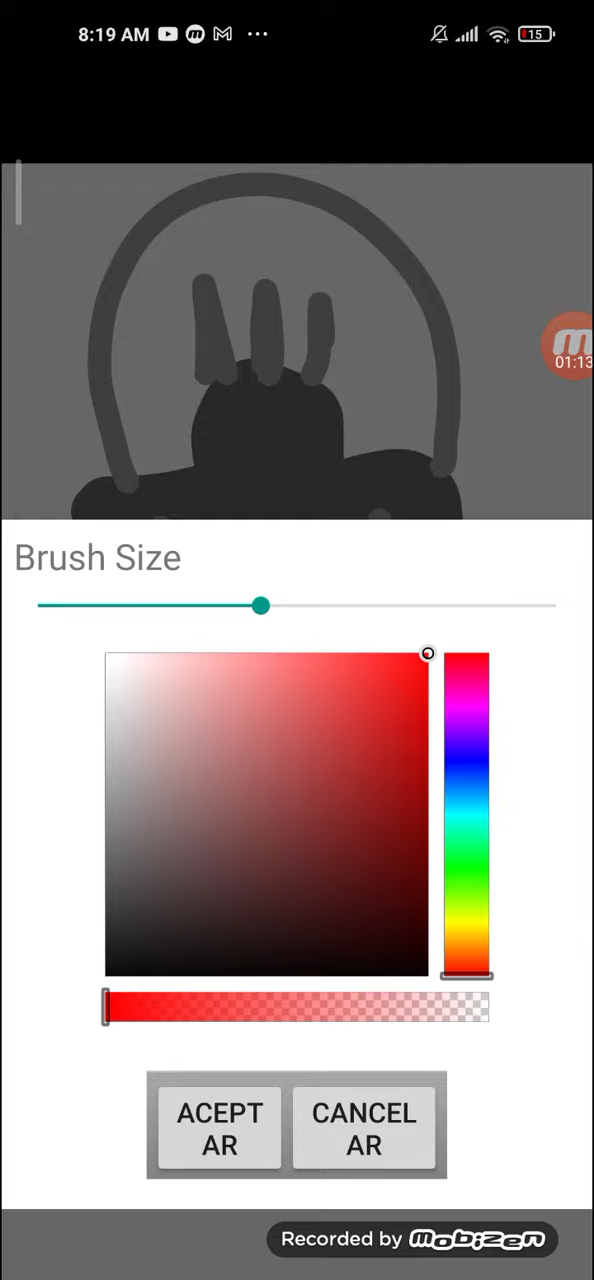 8:19 AM
15
01:13
Brush Size
ACEPT
AR
CANCEL
AR
Recorded by mobizen